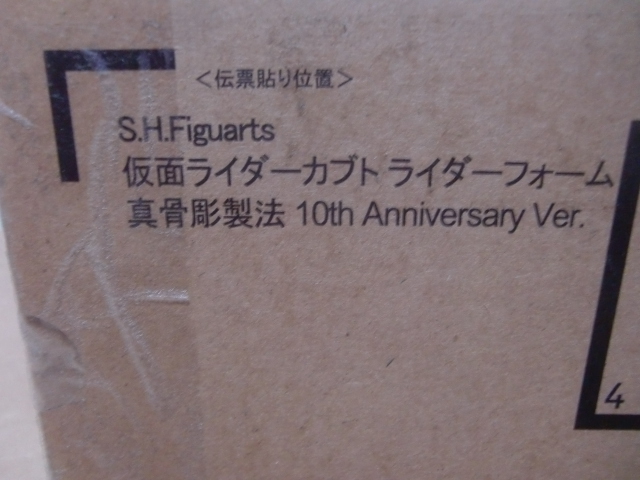 ＜伝票貼り位置＞
S.H.Figuarts
仮面ライダーカブト ライダーフォーム
真骨彫製法 10th Anniversary Ver.
4